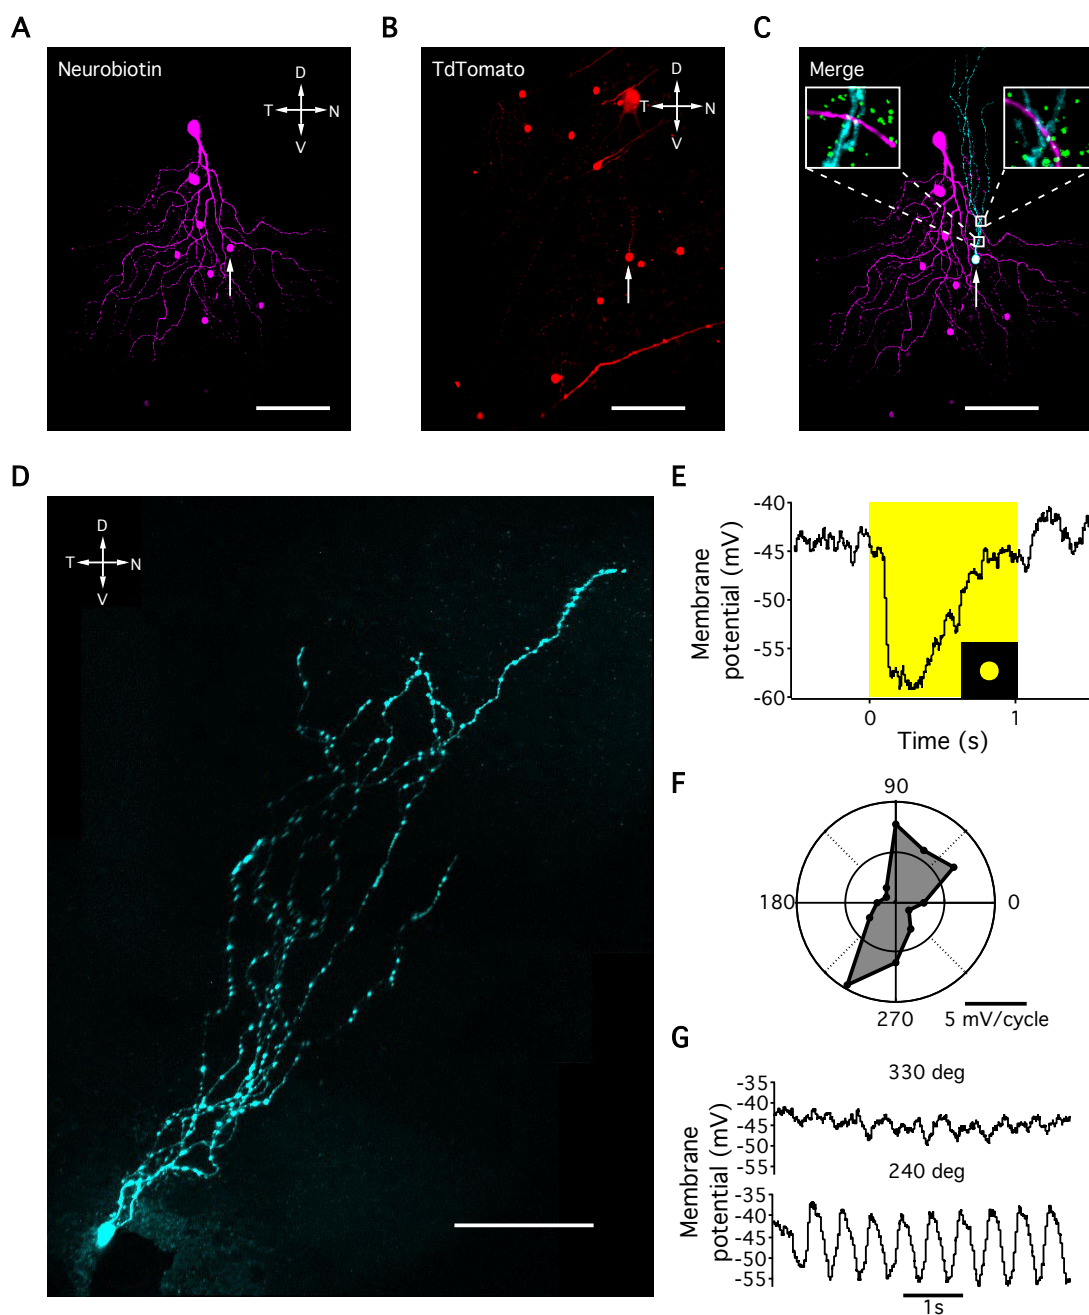 A
Neurobiotin
D
T N
V
B
TdTomato
D
T N
V
C
Merge
D
D
T N
V
E
Membrane
potential (mV)
-40
-45
-50
-55
-60
0 1
Time (s)
F
90
180 0
270
5 mV/cycle
G
Membrane
potential (mV)
330 deg
-35
-40
-45
-50
-55
240 deg
-35
-40
-45
-50
-55
1s